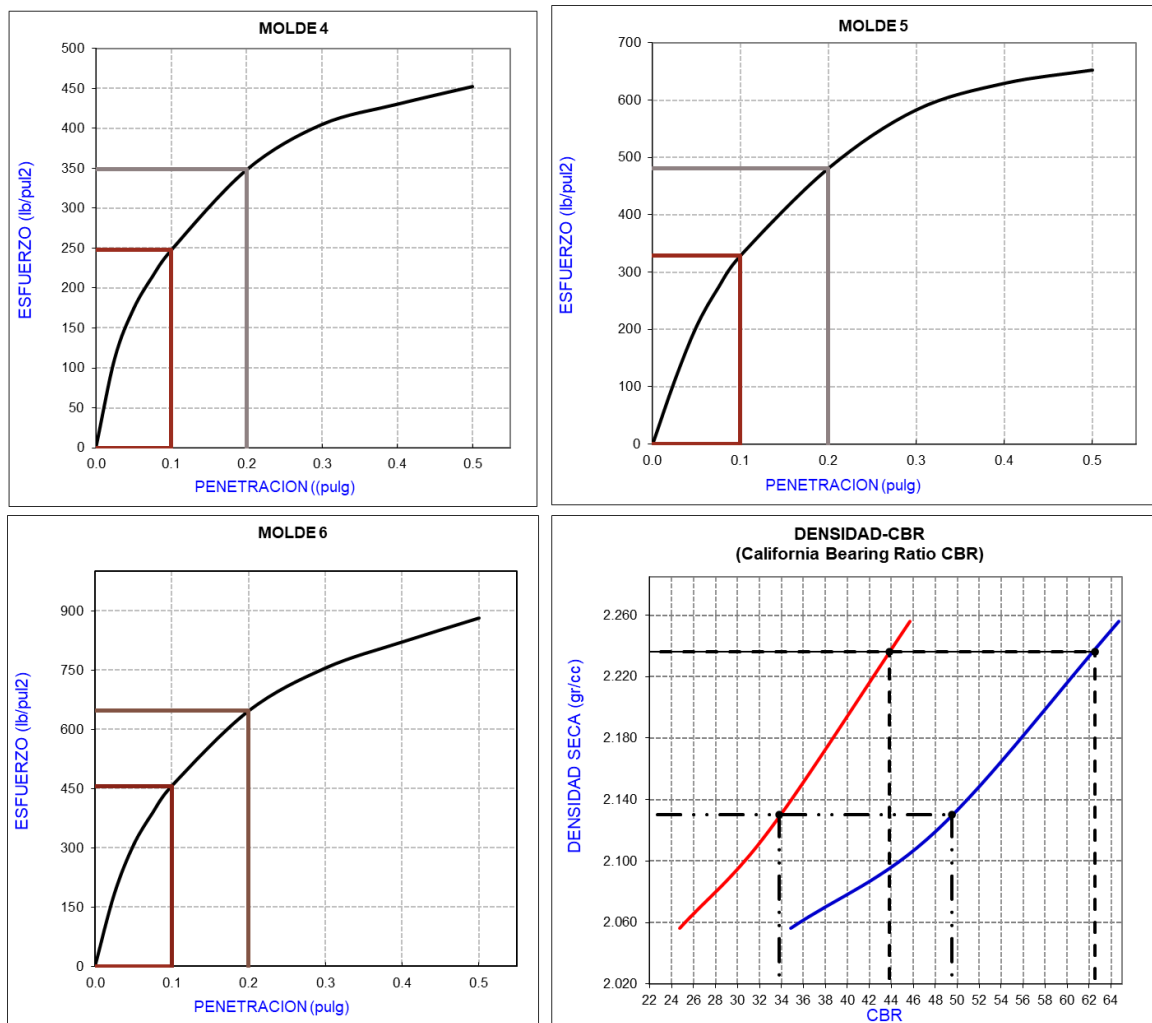 MOLDE 4
500
450
400
350
300
250
200
150
100
50
0
ESFUERZO (lb/pul2)
0.0 0.1 0.2 0.3 0.4 0.5
PENETRACION ((pulg)
MOLDE 5
700
600
500
400
300
200
100
0
ESFUERZO (lb/pul2)
0.0 0.1 0.2 0.3 0.4 0.5
PENETRACION (pulg)
MOLDE 6
900
750
600
450
300
150
0
ESFUERZO (lb/pul2)
0.0 0.1 0.2 0.3 0.4 0.5
PENETRACION (pulg)
DENSIDAD-CBR
(California Bearing Ratio CBR)
2.260
2.220
2.180
2.140
2.100
2.060
2.020
DENSIDAD SECA (gr/cc)
22 24 26 28 30 32 34 36 38 40 42 44 46 48 50 52 54 56 58 60 62 64
CBR